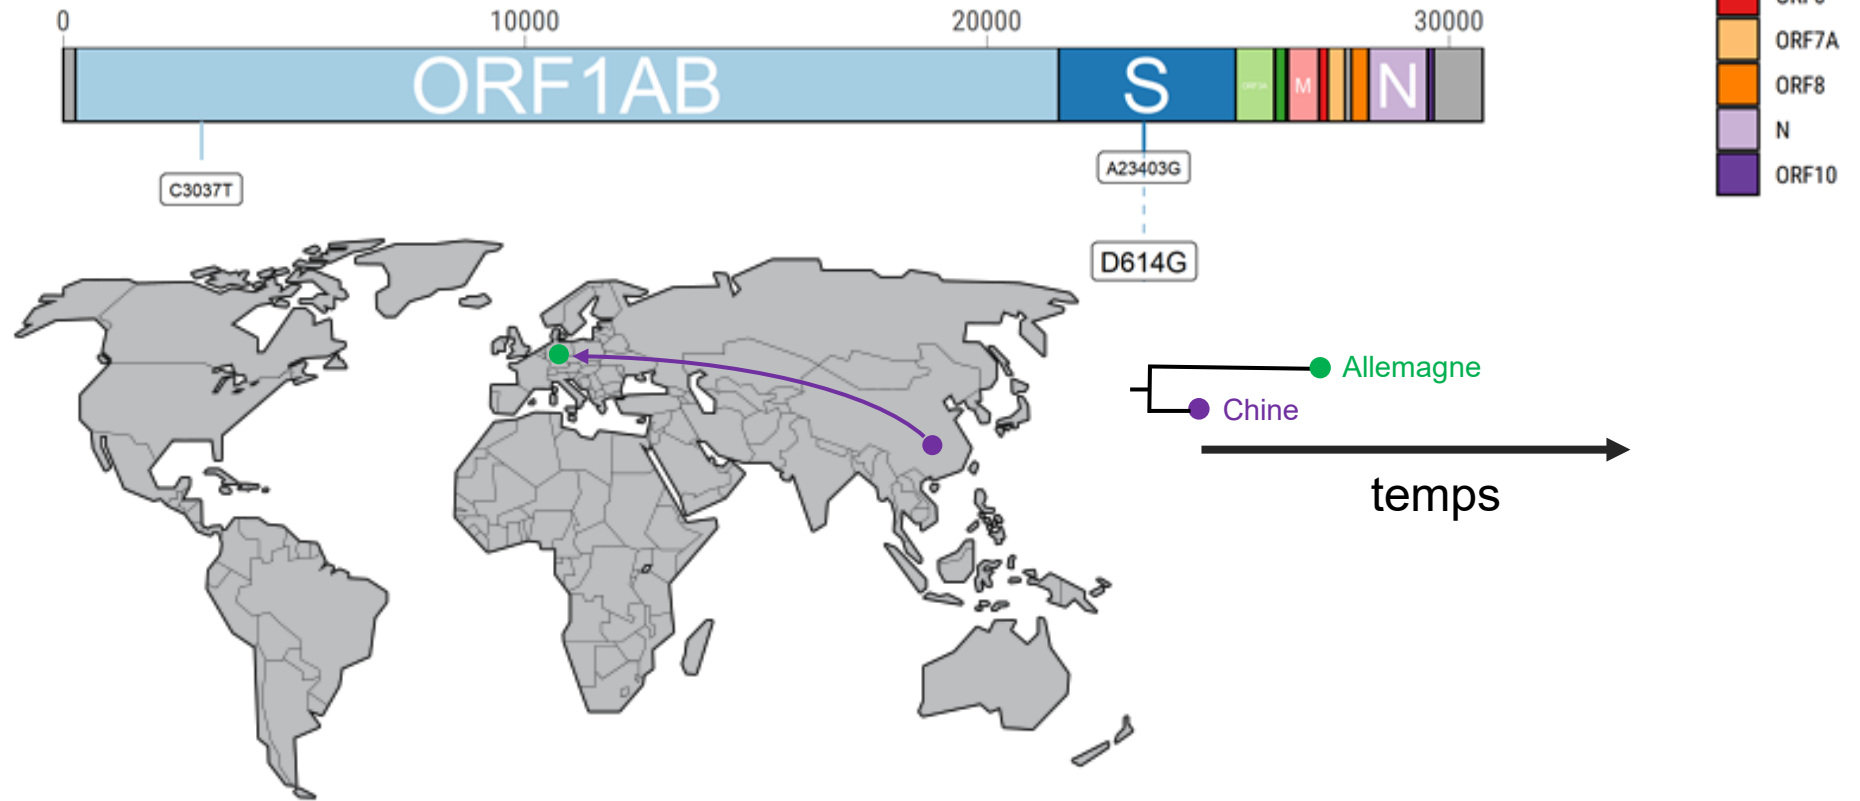 0 10000 20000 30000
ORF1AB S M N
ORF7A
ORF8
N
ORF10
C3037T
A23403G
D614G
Allemagne
Chine
temps